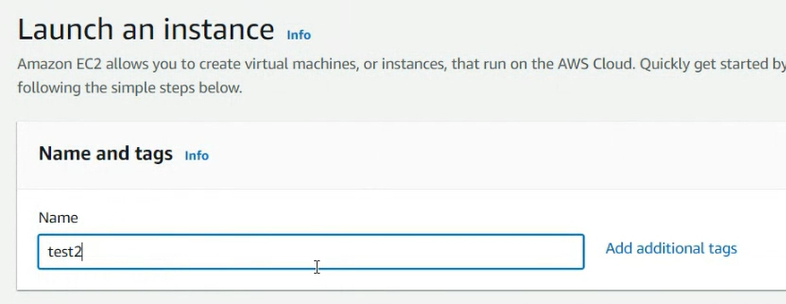 Launch an instance Info
Amazon EC2 allows you to create virtual machines, or instances, that run on the AWS Cloud. Quickly get started by
following the simple steps below.
Name and tags Info
Name
test2 Add additional tags